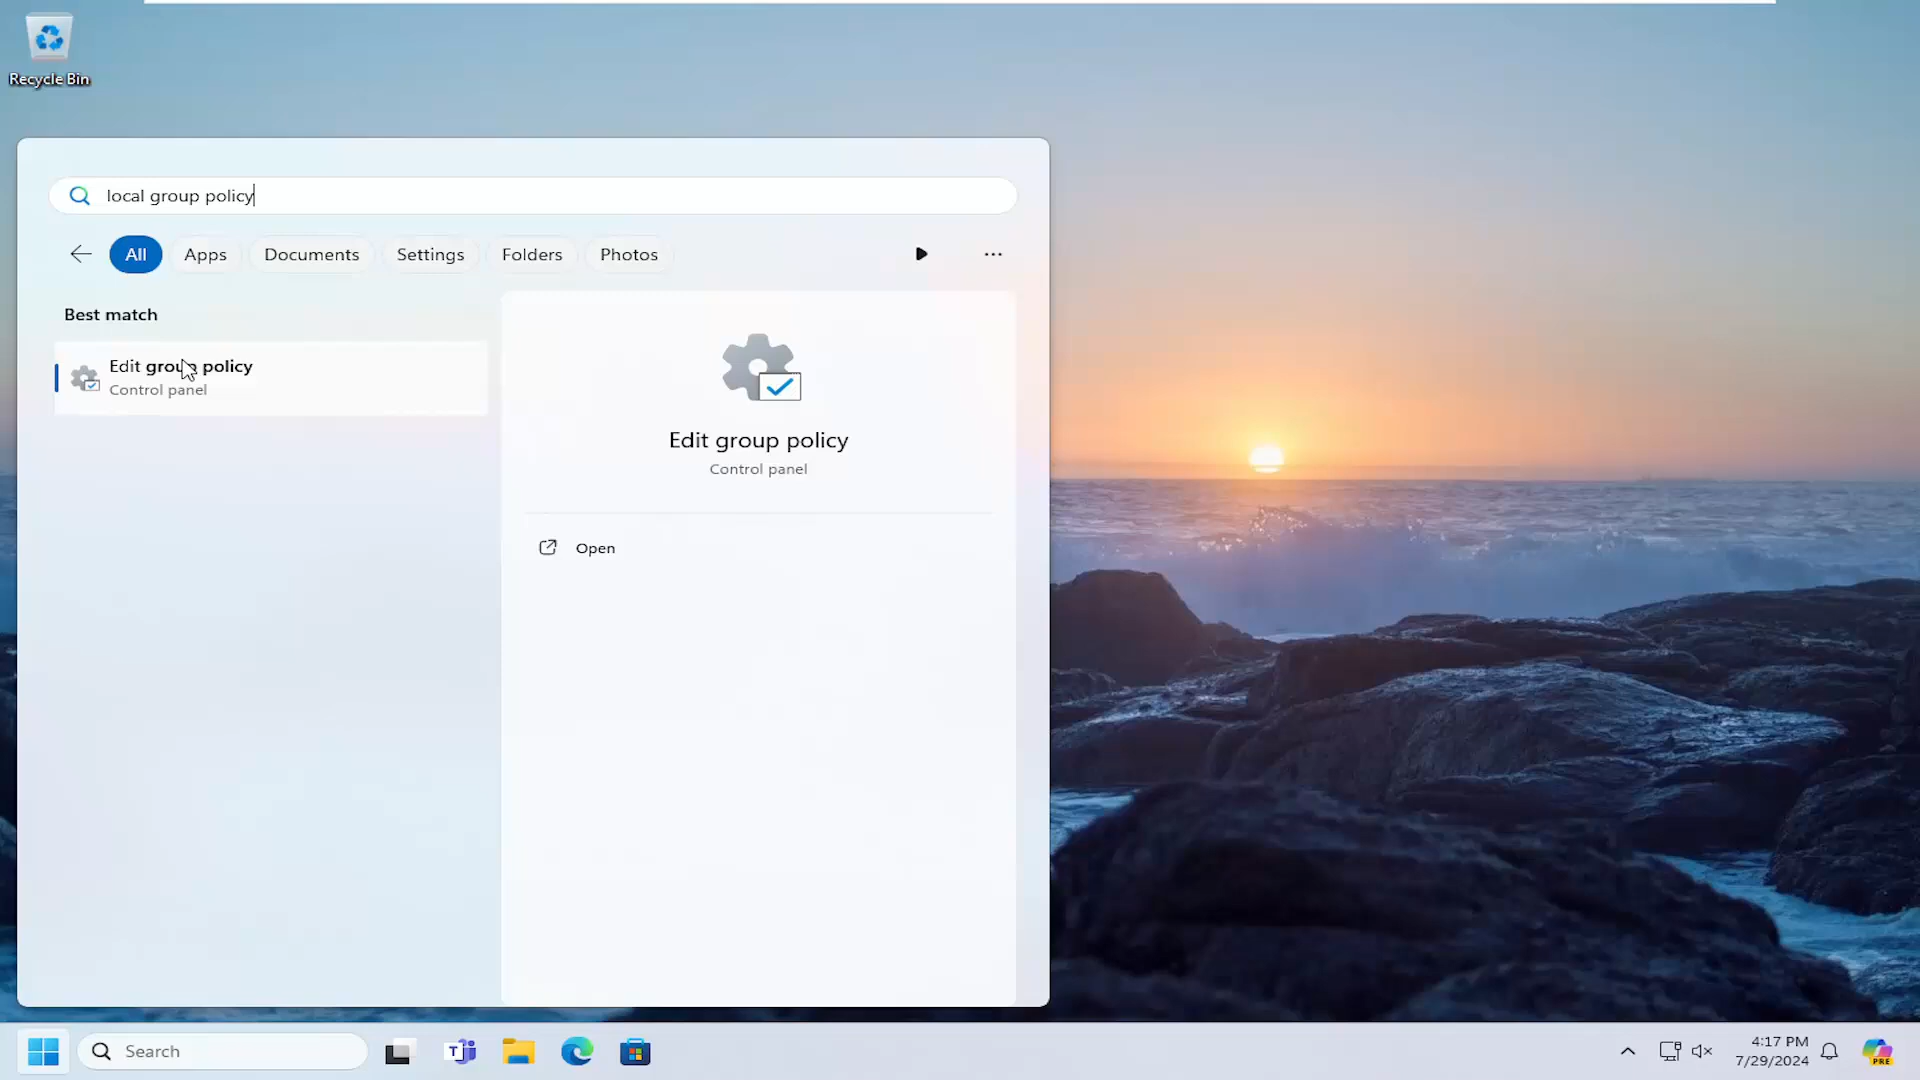 Recycle Bin
local group policy
All Apps Documents Settings Folders Photos
Best match
Edit group policy
Control panel
Edit group policy
Control panel
Open
Search
4:17 PM
7/29/2024
PRE